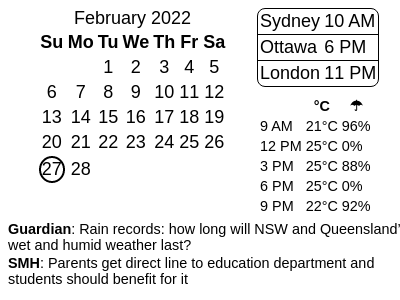 February 2022
Su Mo Tu We Th Fr Sa
1 2 3 4 5
6 7 8 9 10 11 12
13 14 15 16 17 18 19
20 21 22 23 24 25 26
27 28
Sydney 10 AM
Ottawa 6 PM
London 11 PM
°C ☂
9 AM 21°C 96%
12 PM 25°C 0%
3 PM 25°C 88%
6 PM 25°C 0%
9 PM 22°C 92%
Guardian: Rain records: how long will NSW and Queensland’
wet and humid weather last?
SMH: Parents get direct line to education department and
students should benefit for it